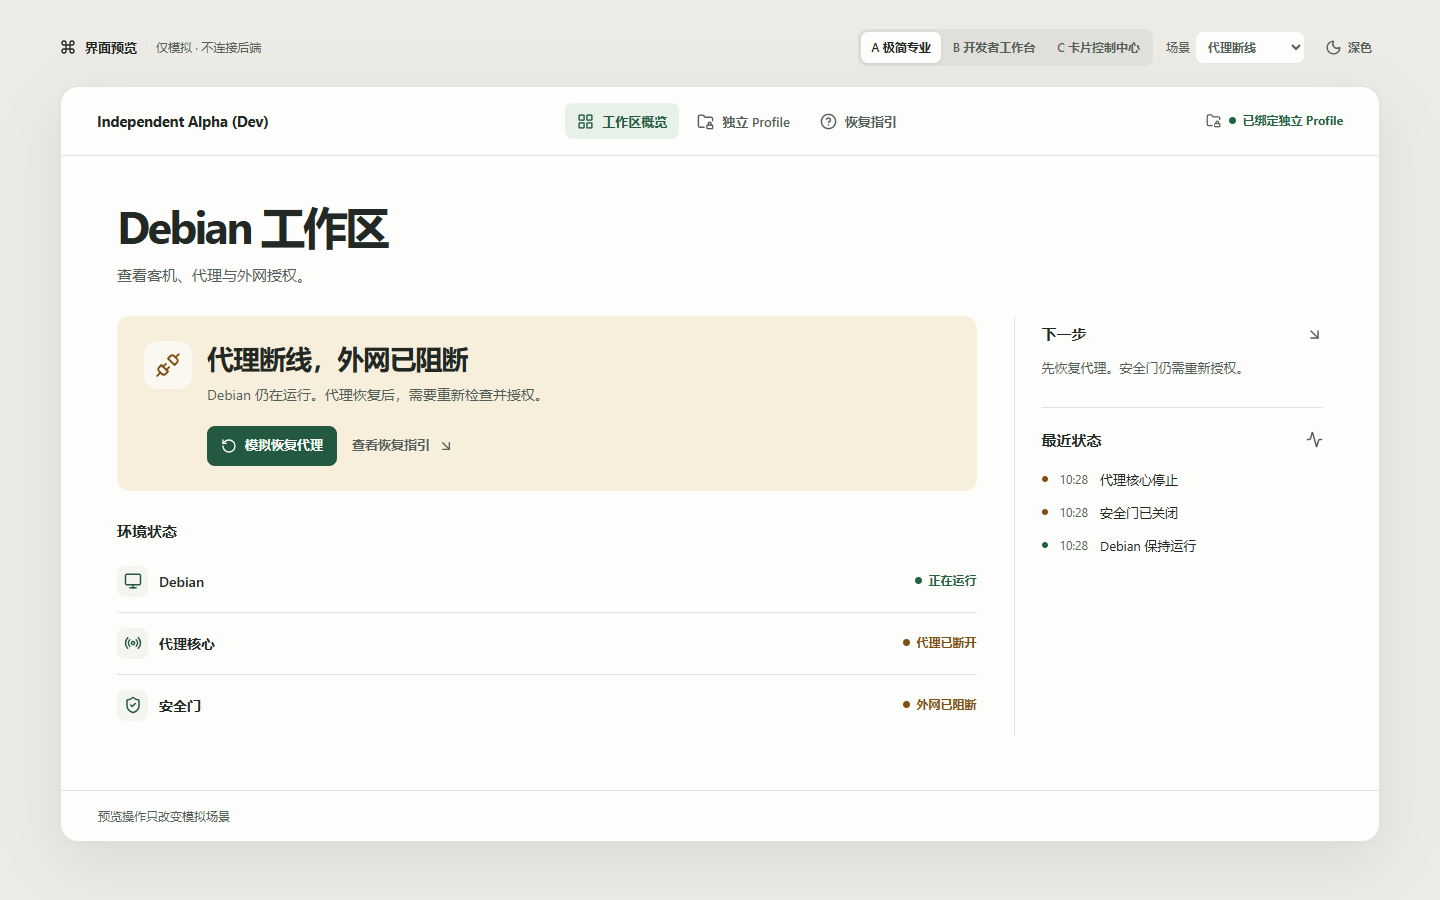 界面预览 仅模拟 · 不连接后端 A 极简专业 B 开发者工作台 C 卡片控制中心 场景 代理断线 深色
Independent Alpha (Dev) 工作区概览 独立 Profile 恢复指引 已绑定独立 Profile
Debian 工作区
查看客机、代理与外网授权。
代理断线，外网已阻断
Debian 仍在运行。代理恢复后，需要重新检查并授权。
模拟恢复代理 查看恢复指引
环境状态
Debian 正在运行
代理核心 代理已断开
安全门 外网已阻断
下一步
先恢复代理。安全门仍需重新授权。
最近状态
10:28 代理核心停止
10:28 安全门已关闭
10:28 Debian 保持运行
预览操作只改变模拟场景